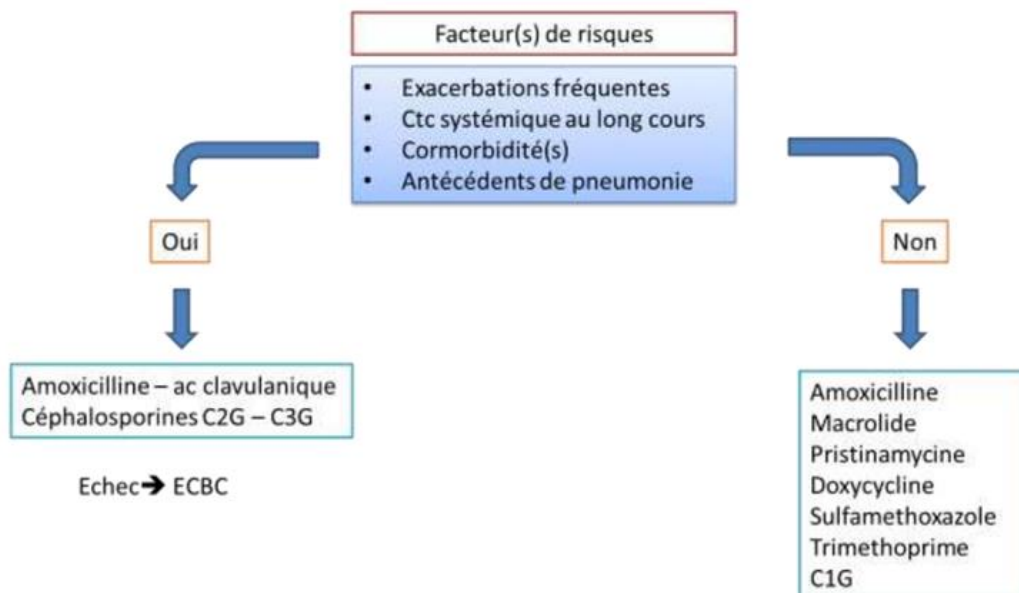 Facteur(s) de risques
• Exacerbations fréquentes
• Ctc systémique au long cours
• Cormorbidité(s)
• Antécédents de pneumonie
Oui
Non
Amoxicilline – ac clavulanique
Céphalosporines C2G – C3G
Echec➔ ECBC
Amoxicilline
Macrolide
Pristinamycine
Doxycycline
Sulfamethoxazole
Trimethoprime
C1G